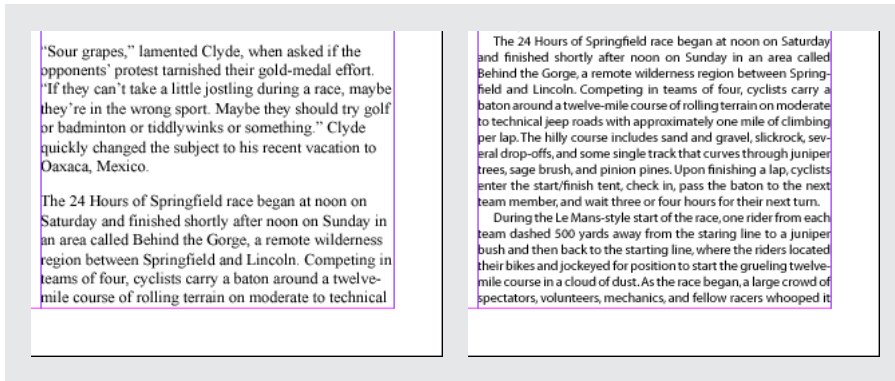 “Sour grapes,” lamented Clyde, when asked if the
opponents’ protest tarnished their gold-medal effort.
“If they can’t take a little jostling during a race, maybe
they’re in the wrong sport. Maybe they should try golf
or badminton or tiddlywinks or something.” Clyde
quickly changed the subject to his recent vacation to
Oaxaca, Mexico.
The 24 Hours of Springfield race began at noon on
Saturday and finished shortly after noon on Sunday in
an area called Behind the Gorge, a remote wilderness
region between Springfield and Lincoln. Competing in
teams of four, cyclists carry a baton around a twelve-
mile course of rolling terrain on moderate to technical
The 24 Hours of Springfield race began at noon on Saturday
and finished shortly after noon on Sunday in an area called
Behind the Gorge, a remote wilderness region between Spring-
field and Lincoln. Competing in teams of four, cyclists carry a
baton around a twelve-mile course of rolling terrain on moderate
to technical jeep roads with approximately one mile of climbing
per lap. The hilly course includes sand and gravel, slickrock, sev-
eral drop-offs, and some single track that curves through juniper
trees, sage brush, and pinion pines. Upon finishing a lap, cyclists
enter the start/finish tent, check in, pass the baton to the next
team member, and wait three or four hours for their next turn.
During the Le Mans-style start of the race, one rider from each
team dashed 500 yards away from the staring line to a juniper
bush and then back to the starting line, where the riders located
their bikes and jockeyed for position to start the grueling twelve-
mile course in a cloud of dust. As the race began, a large crowd of
spectators, volunteers, mechanics, and fellow racers whooped it